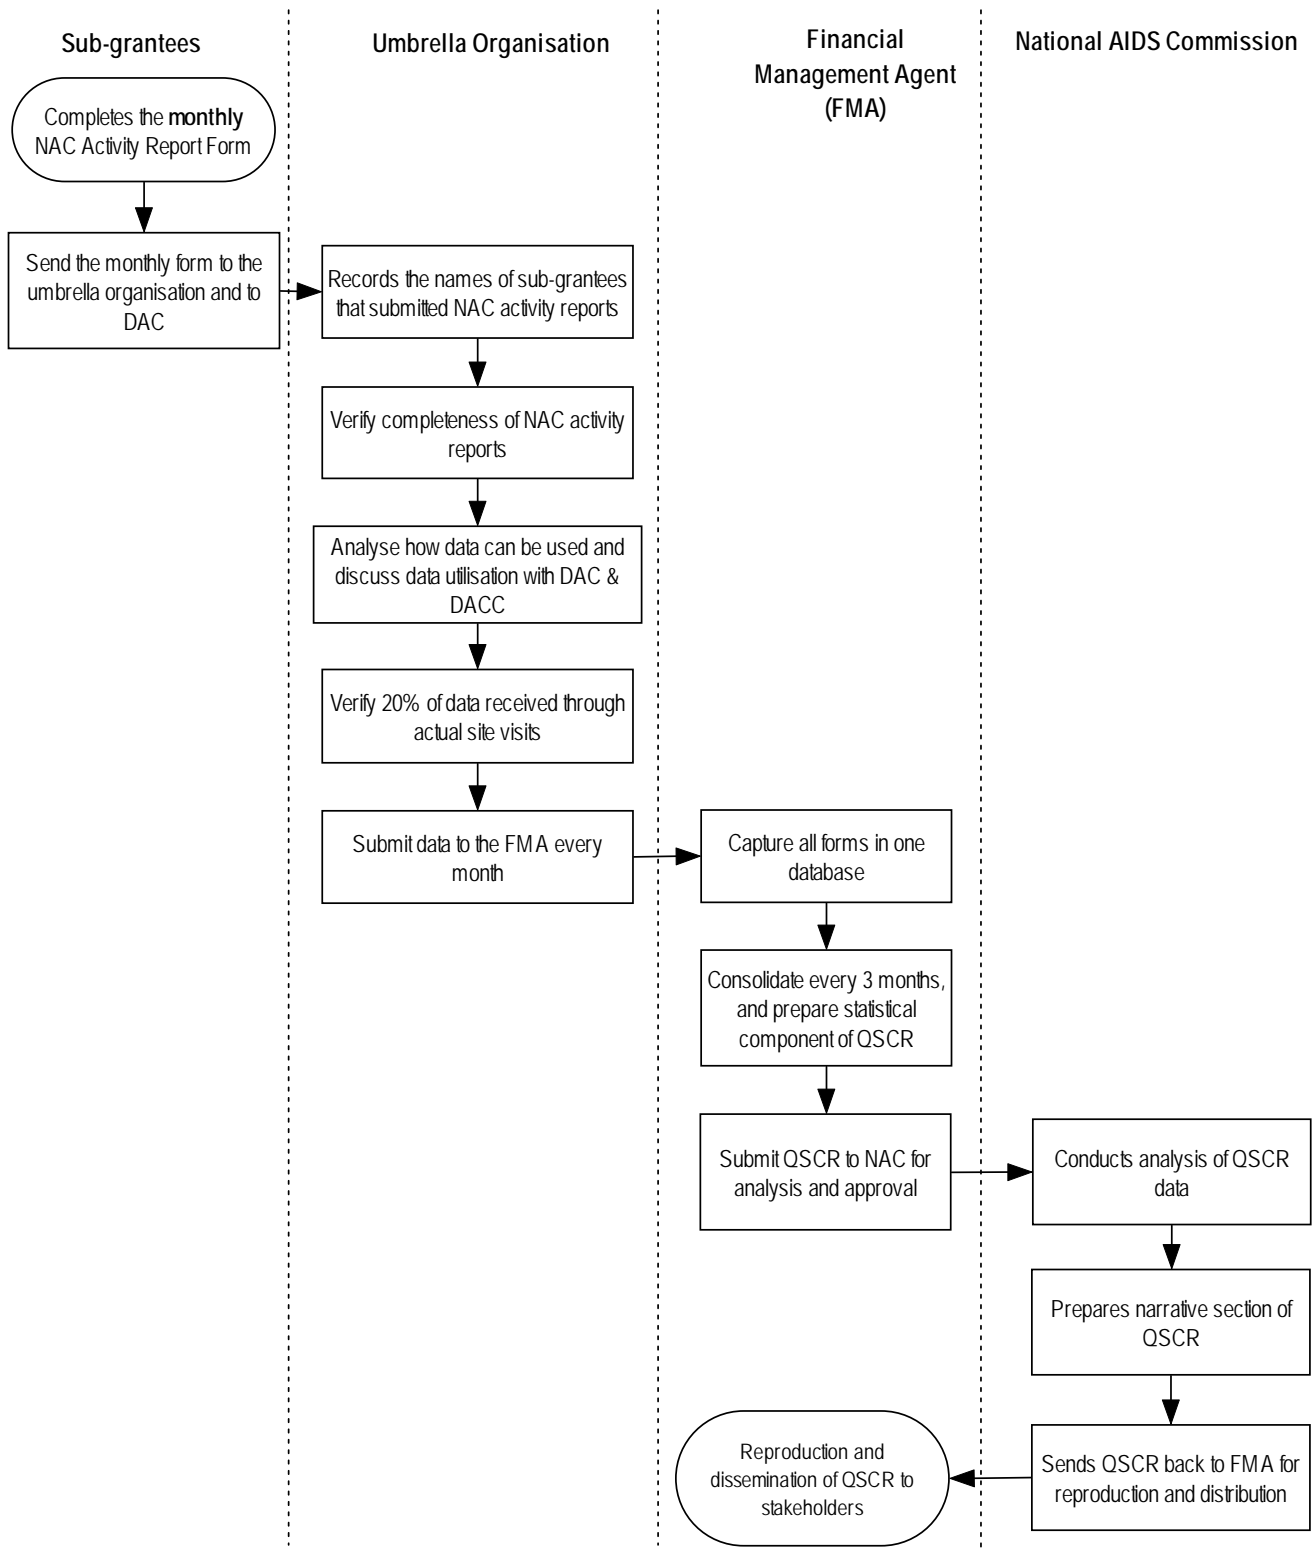 Sub-grantees
Umbrella Organisation
Financial
Management Agent
(FMA)
National AIDS Commission
Completes the monthly
NAC Activity Report Form
Send the monthly form to the
umbrella organisation and to
DAC
Records the names of sub-grantees
that submitted NAC activity reports
Verify completeness of NAC activity
reports
Analyse how data can be used and
discuss data utilisation with DAC &
DACC
Verify 20% of data received through
actual site visits
Submit data to the FMA every
month
Capture all forms in one
database
Consolidate every 3 months,
and prepare statistical
component of QSCR
Submit QSCR to NAC for
analysis and approval
Conducts analysis of QSCR
data
Prepares narrative section of
QSCR
Sends QSCR back to FMA for
reproduction and distribution
Reproduction and
dissemination of QSCR to
stakeholders